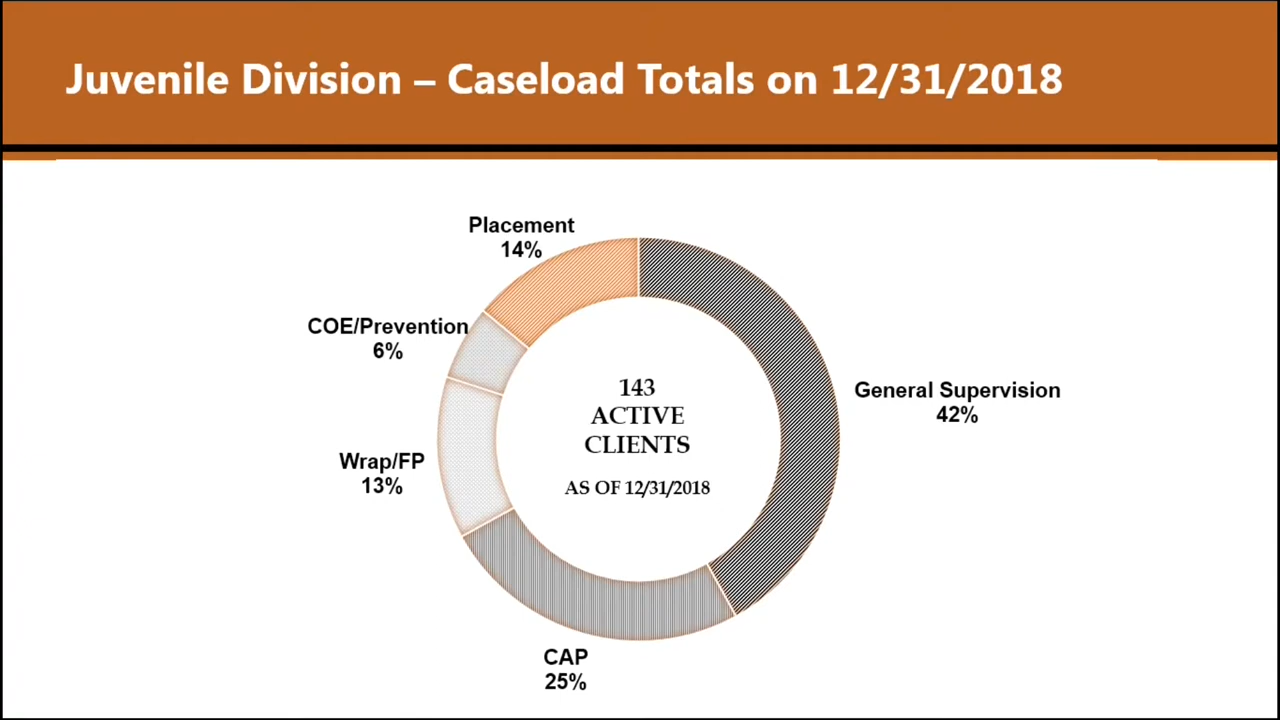 Juvenile Division – Caseload Totals on 12/31/2018
Placement
14%
COE/Prevention
6%
General Supervision
42%
143
ACTIVE
CLIENTS
AS OF 12/31/2018
Wrap/FP
13%
CAP
25%